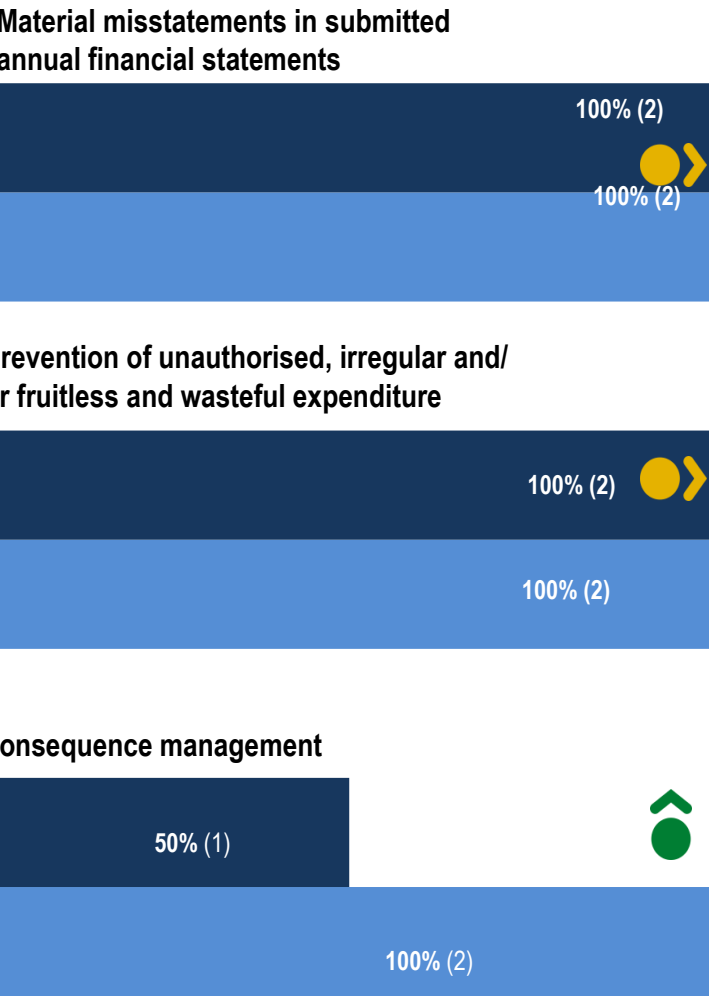 Material misstatements in submitted
annual financial statements
100% (2)
100% (2)
revention of unauthorised, irregular and/
r fruitless and wasteful expenditure
100% (2)
100% (2)
onsequence management
50% (1)
100% (2)